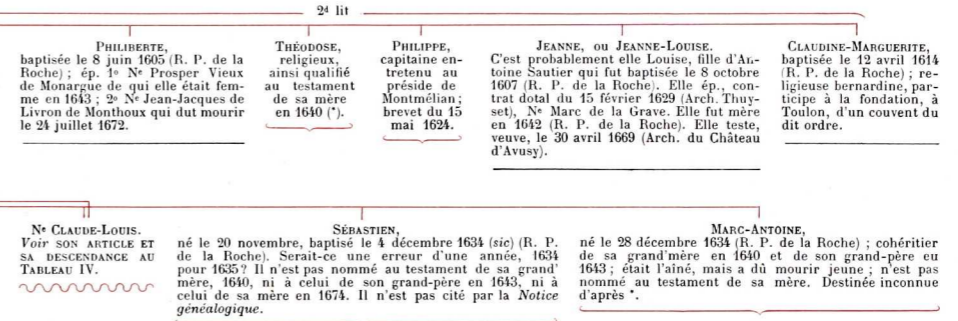 2d lit
PHILIBERTE,
baptisée le 8 juin 1605 (R. P. de la
Roche) ; ép. 1o Ne Prosper Vieux
de Monargue de qui elle était fem-
me en 1643 ; 2o Ne Jean-Jacques de
Livron de Monthoux qui dut mourir
le 24 juillet 1672.
THÉODOSE,
religieux,
ainsi qualifié
au testament
de sa mère
en 1640 (*).
PHILIPPE,
capitaine en-
tretenu au
préside de
Montmélian ;
brevet du 15
mai 1624.
JEANNE, OU JEANNE-LOUISE.
C'est probablement elle Louise, fille d'An-
toine Sautier qui fut baptisée le 8 octobre
1607 (R. P. de la Roche). Elle ép., con-
trat dotal du 15 février 1629 (Arch. Thuy-
set), Ne Marc de la Grave. Elle fut mère
en 1642 (R. P. de la Roche). Elle teste,
veuve, le 30 avril 1669 (Arch. du Château
d'Avusy).
CLAUDINE-MARGUERITE,
baptisée le 12 avril 1614
(R. P. de la Roche) ; re-
ligieuse bernardine, par-
ticipe à la fondation, à
Toulon, d'un couvent du
dit ordre.
Ne CLAUDE-LOUIS.
Voir SON ARTICLE ET
SA DESCENDANCE AU
TABLEAU IV.
SÉBASTIEN,
né le 20 novembre, baptisé le 4 décembre 1634 (sic) (R. P.
de la Roche). Serait-ce une erreur d'une année, 1634
pour 1635 ? Il n'est pas nommé au testament de sa grand'
mère, 1640, ni à celui de son grand-père en 1643, ni à
celui de sa mère en 1674. Il n'est pas cité par la Notice
généalogique.
MARC-ANTOINE,
né le 28 décembre 1634 (R. P. de la Roche) ; cohéritier
de sa grand'mère en 1640 et de son grand-père eu
1643 ; était l'aîné, mais a dû mourir jeune ; n'est pas
nommé au testament de sa mère. Destinée inconnue
d'après *.